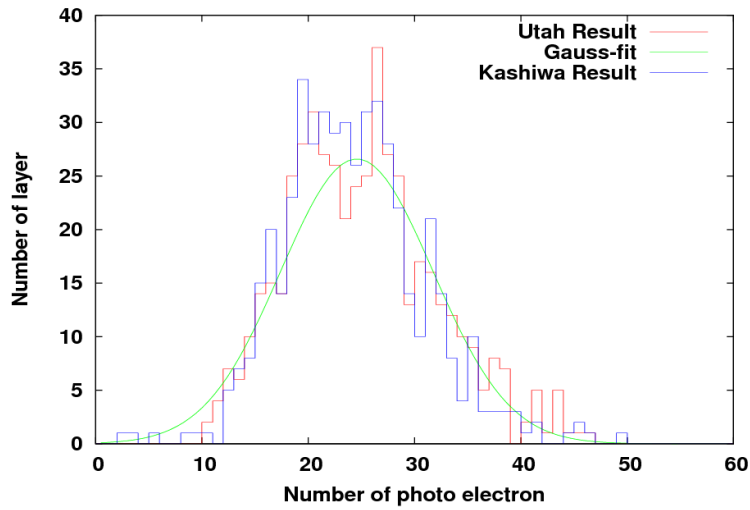 40
35
30
25
20
15
10
5
0
Number of layer
Utah Result
Gauss-fit
Kashiwa Result
0 10 20 30 40 50 60
Number of photo electron